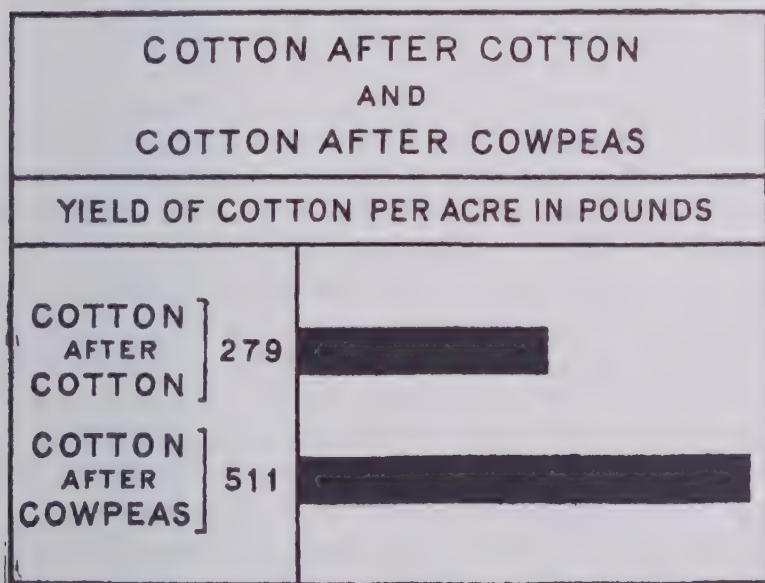 COTTON AFTER COTTON
AND
COTTON AFTER COWPEAS
YIELD OF COTTON PER ACRE IN POUNDS
COTTON
AFTER
COTTON
279
COTTON
AFTER
COWPEAS
511